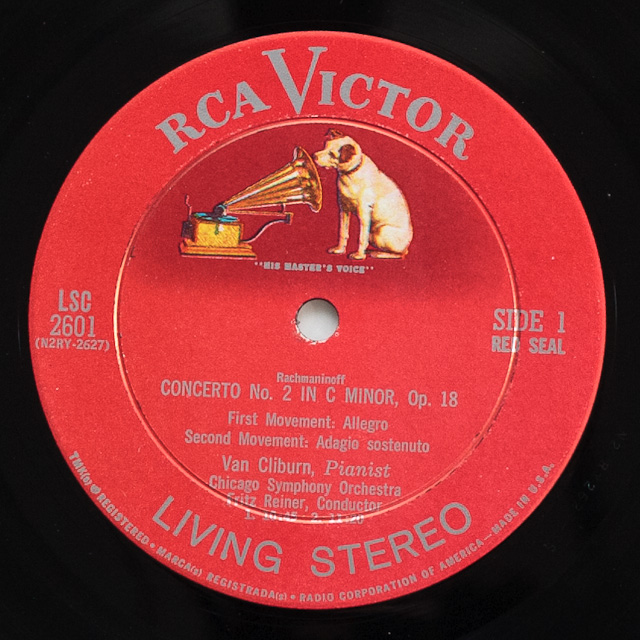 RCA VICTOR
"HIS MASTER'S VOICE"
LSC
2601
(N2RY-2627)
SIDE 1
RED SEAL
Rachmaninoff
CONCERTO No. 2 IN C MINOR, Op. 18
First Movement: Allegro
Second Movement: Adagio sostenuto
Van Cliburn, Pianist
Chicago Symphony Orchestra
Fritz Reiner, Conductor
LIVING STEREO
TMK(s) ® REGISTERED • MARCA(s) REGISTRADA(s) • RADIO CORPORATION OF AMERICA—MADE IN U.S.A.